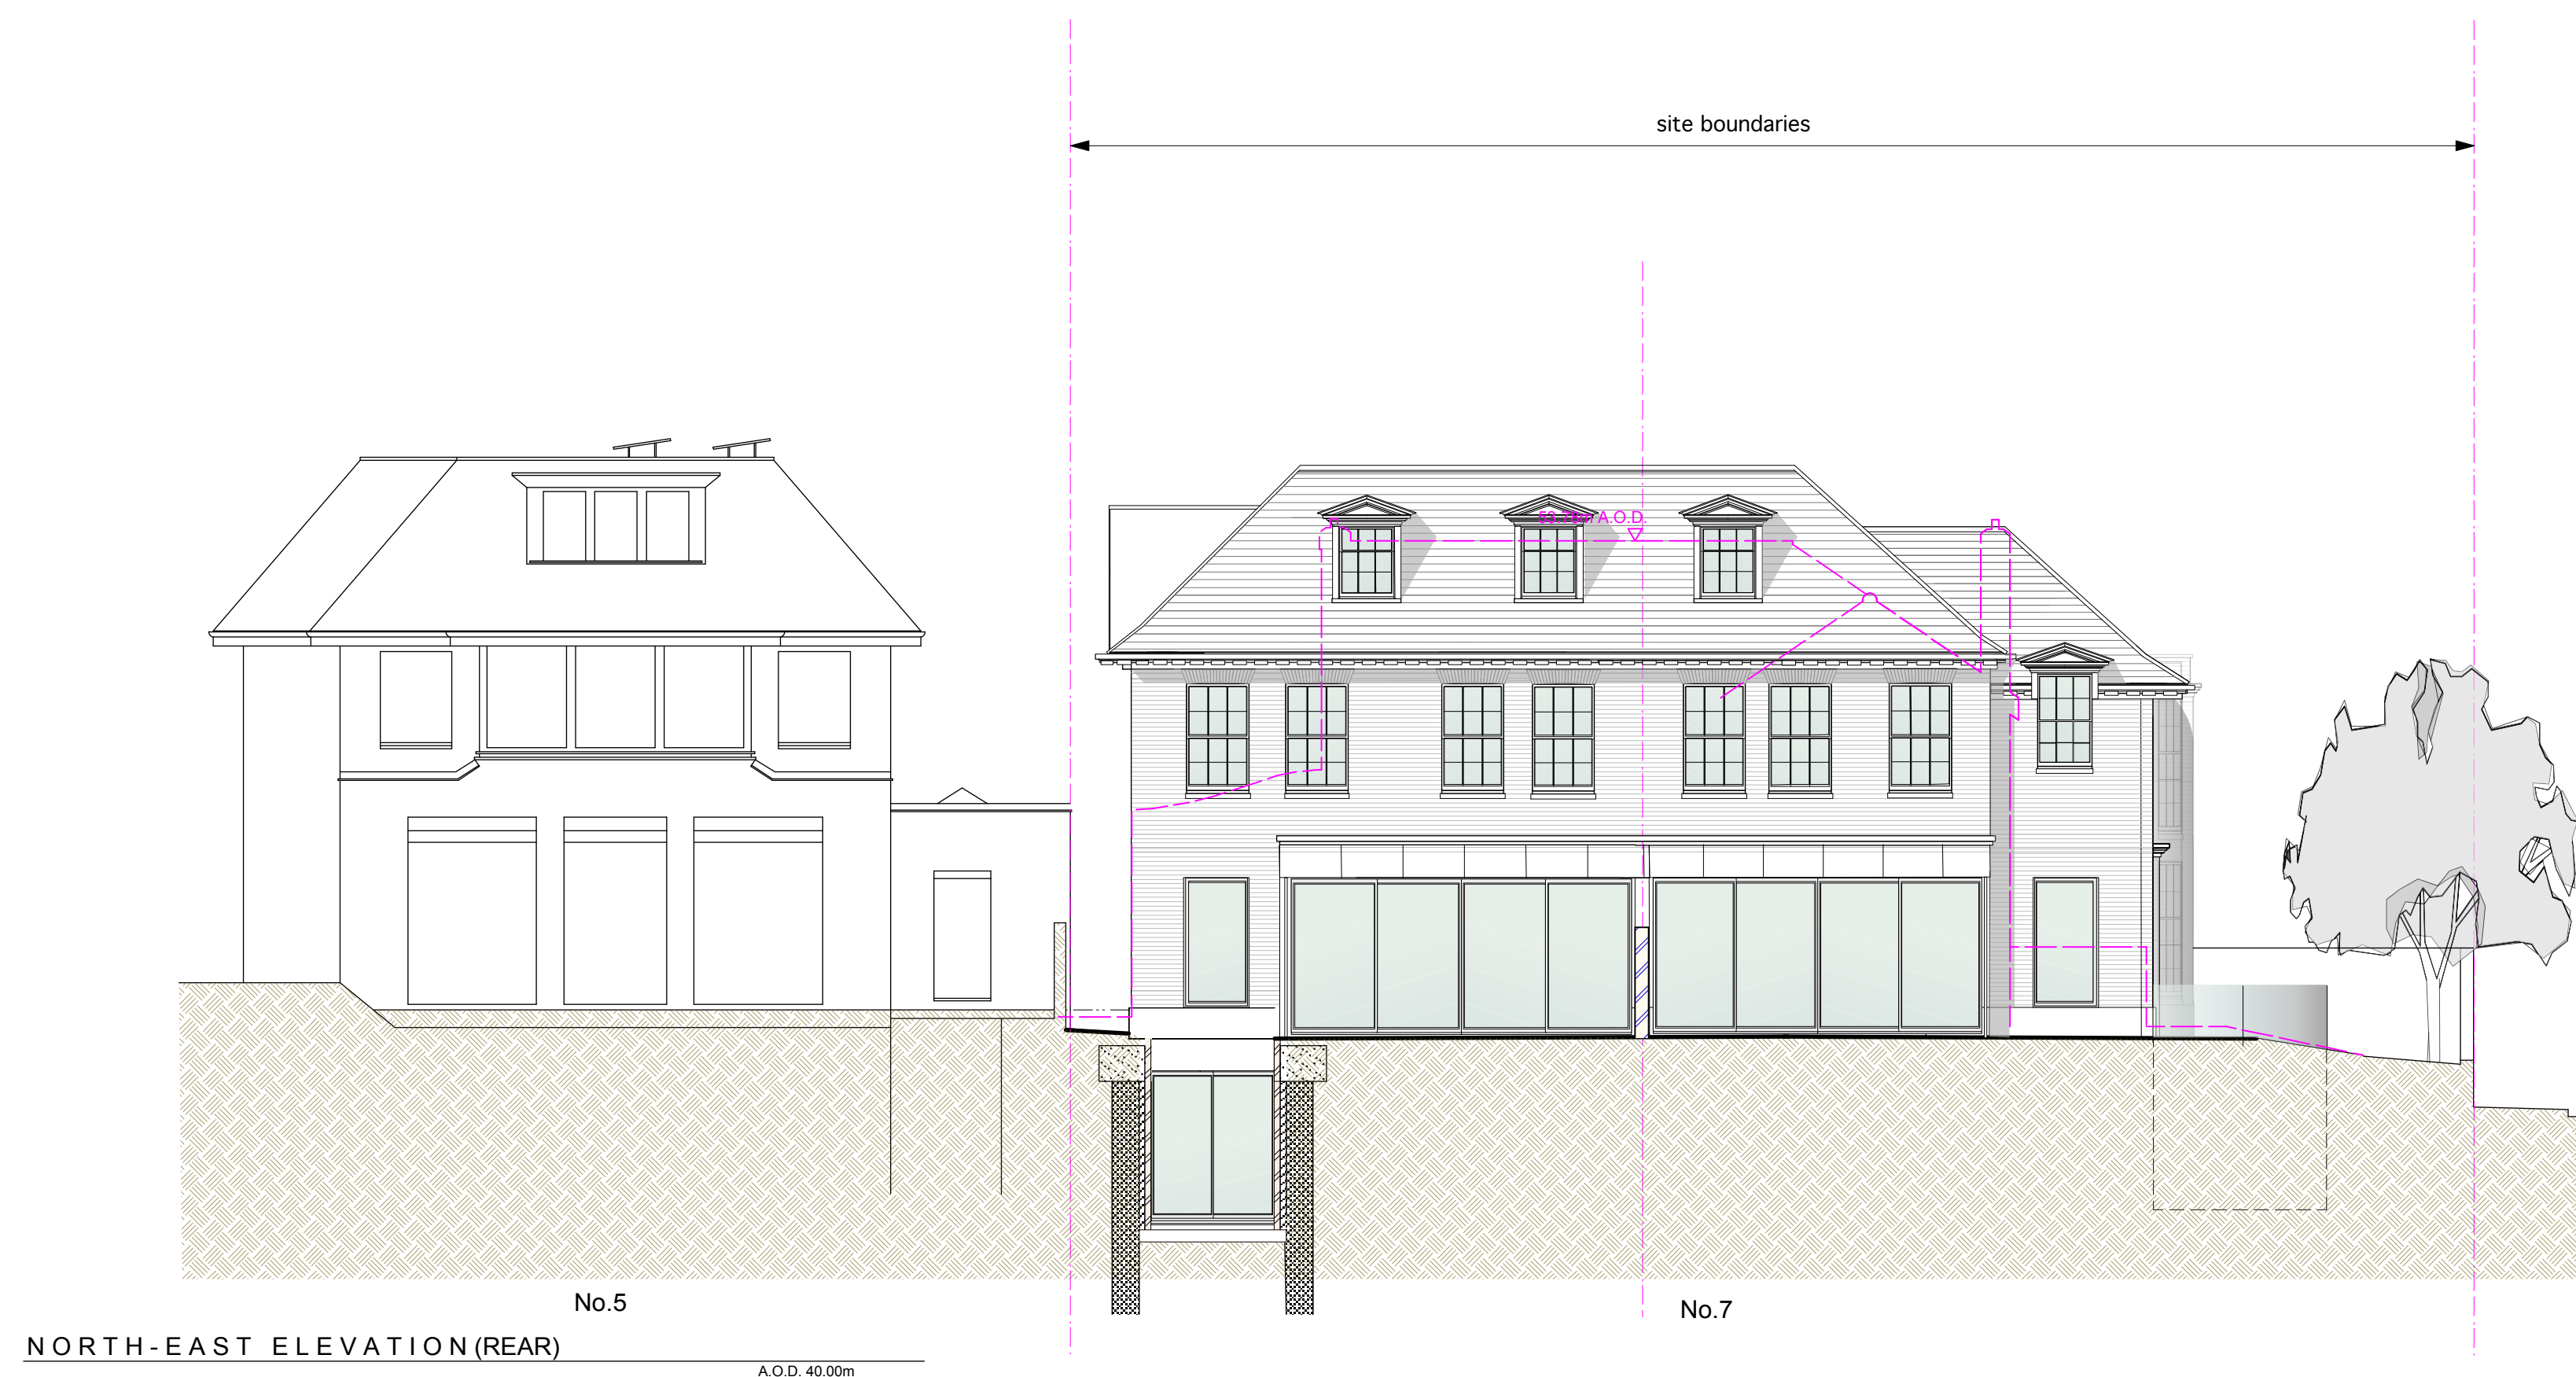 site boundaries
A.O.D.
No.5
No.7
NORTH-EAST ELEVATION (REAR)
A.O.D. 40.00m